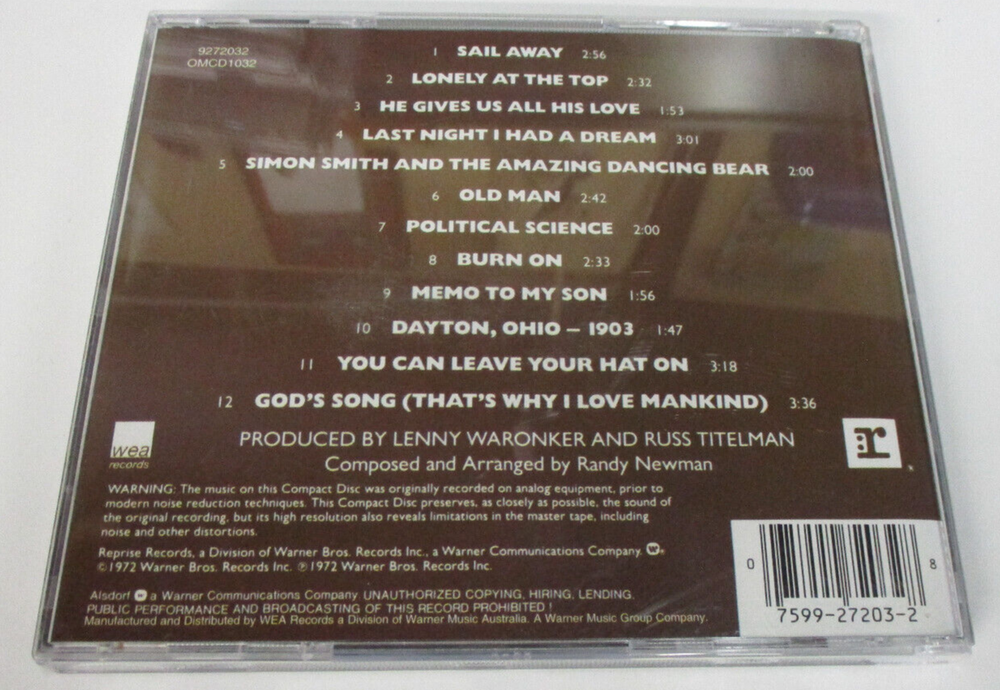 9272032
OMCD1032
1 SAIL AWAY 2:56
2 LONELY AT THE TOP 2:32
3 HE GIVES US ALL HIS LOVE 1:53
4 LAST NIGHT I HAD A DREAM 3:01
5 SIMON SMITH AND THE AMAZING DANCING BEAR 2:00
6 OLD MAN 2:42
7 POLITICAL SCIENCE 2:00
8 BURN ON 2:33
9 MEMO TO MY SON 1:56
10 DAYTON, OHIO – 1903 1:47
11 YOU CAN LEAVE YOUR HAT ON 3:18
12 GOD'S SONG (THAT'S WHY I LOVE MANKIND) 3:36
PRODUCED BY LENNY WARONKER AND RUSS TITELMAN
Composed and Arranged by Randy Newman
wea
records
:r
WARNING: The music on this Compact Disc was originally recorded on analog equipment, prior to
modern noise reduction techniques. This Compact Disc preserves, as closely as possible, the sound of
the original recording, but its high resolution also reveals limitations in the master tape, including
noise and other distortions.
Reprise Records, a Division of Warner Bros. Records Inc., a Warner Communications Company.
©1972 Warner Bros. Records Inc. ℗1972 Warner Bros. Records Inc.
Alsdorf a Warner Communications Company. UNAUTHORIZED COPYING, HIRING, LENDING.
PUBLIC PERFORMANCE AND BROADCASTING OF THIS RECORD PROHIBITED!
Manufactured and Distributed by WEA Records a Division of Warner Music Australia. A Warner Music Group Company.
0 8
7599-27203-2